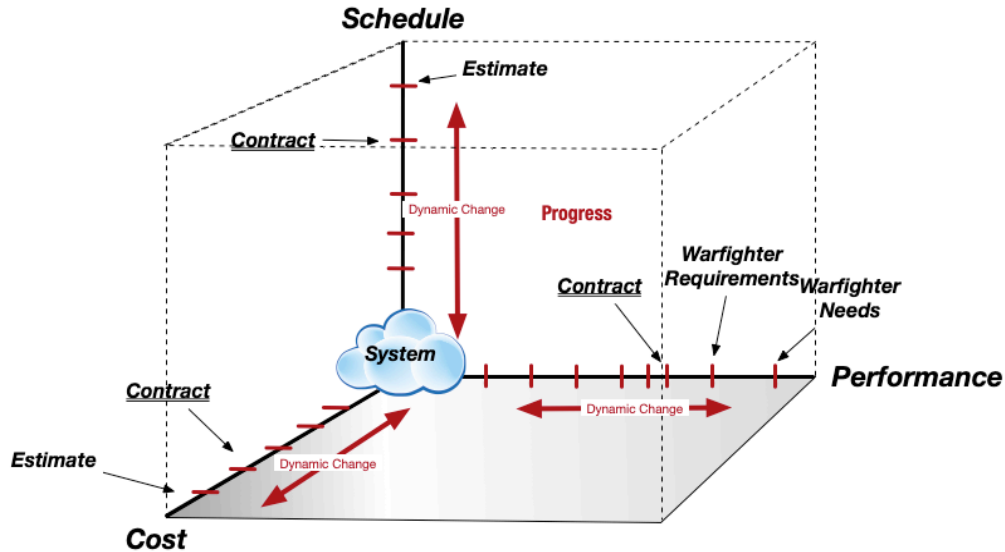 Schedule
Estimate
Contract
Dynamic Change
Progress
Warfighter
Requirements
Contract
Warfighter
Needs
System
Performance
Contract
Dynamic Change
Estimate
Dynamic Change
Cost